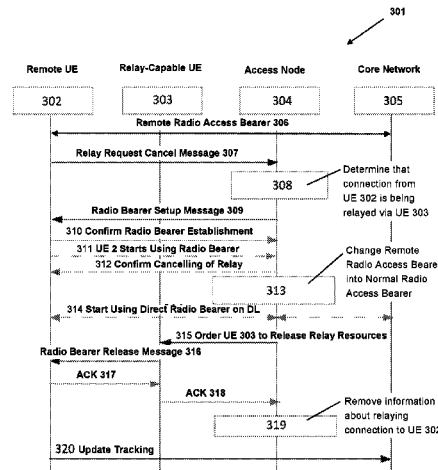 301
Remote UE
Relay-Capable UE
Access Node
Core Network
302
303
304
305
Remote Radio Access Bearer 306
Relay Request Cancel Message 307
308
Determine that
connection from
UE 302 is being
relayed via UE 303
Radio Bearer Setup Message 309
310 Confirm Radio Bearer Establishment
311 UE 2 Starts Using Radio Bearer
312 Confirm Cancelling of Relay
313
Change Remote
Radio Access Beare
into Normal Radio
Access Bearer
314 Start Using Direct Radio Bearer on DL
315 Order UE 303 to Release Relay Resources
Radio Bearer Release Message 316
ACK 317
ACK 318
319
Remove information
about relaying
connection to UE 302
320 Update Tracking